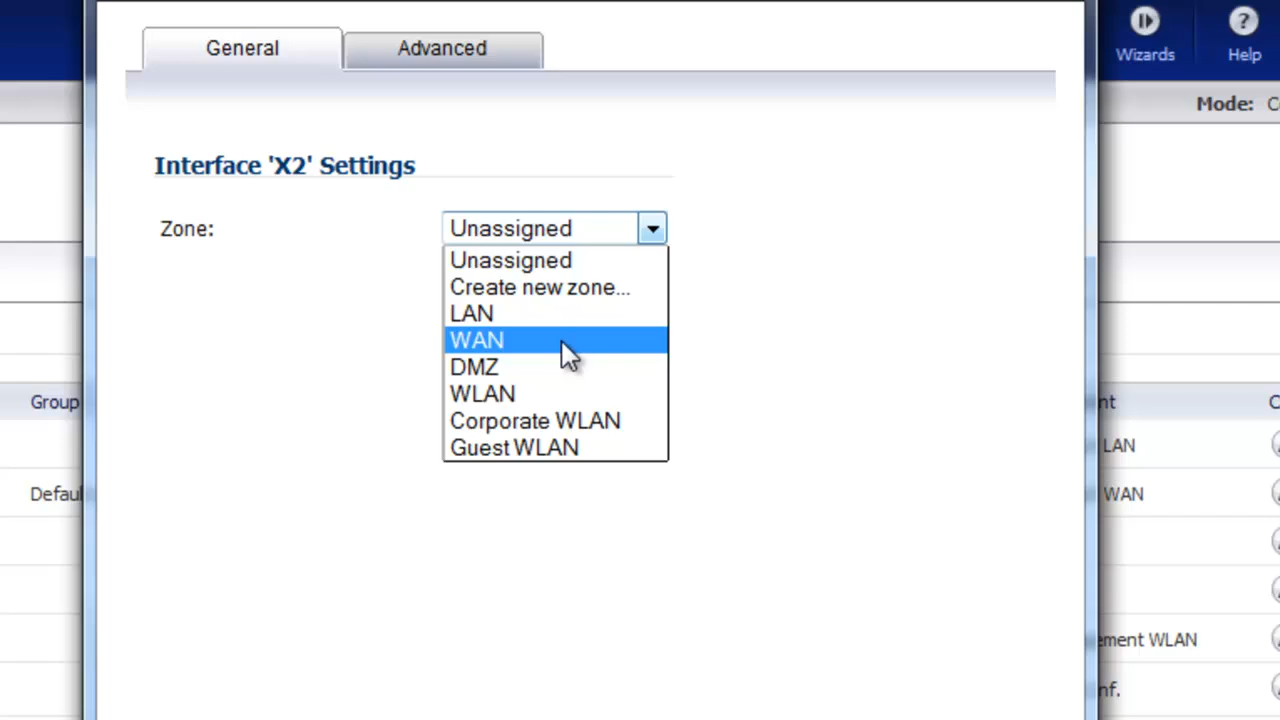 General
Advanced
Wizards
Help
Mode:
Interface 'X2' Settings
Zone:
Unassigned
Unassigned
Create new zone...
LAN
WAN
DMZ
WLAN
Corporate WLAN
Guest WLAN
Group
LAN
WAN
WLAN